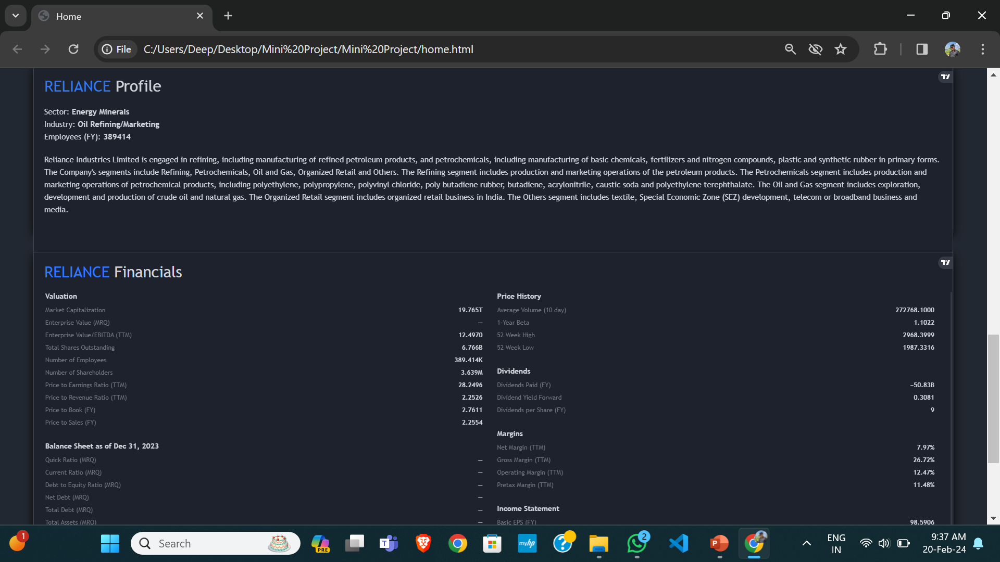 Home
File
C:/Users/Deep/Desktop/Mini%20Project/Mini%20Project/home.html
RELIANCE Profile
Sector: Energy Minerals
Industry: Oil Refining/Marketing
Employees (FY): 389414
Reliance Industries Limited is engaged in refining, including manufacturing of refined petroleum products, and petrochemicals, including manufacturing of basic chemicals, fertilizers and nitrogen compounds, plastic and synthetic rubber in primary forms.
The Company's segments include Refining, Petrochemicals, Oil and Gas, Organized Retail and Others. The Refining segment includes production and marketing operations of the petroleum products. The Petrochemicals segment includes production and
marketing operations of petrochemical products, including polyethylene, polypropylene, polyvinyl chloride, poly butadiene rubber, butadiene, acrylonitrile, caustic soda and polyethylene terephthalate. The Oil and Gas segment includes exploration,
development and production of crude oil and natural gas. The Organized Retail segment includes organized retail business in India. The Others segment includes textile, Special Economic Zone (SEZ) development, telecom or broadband business and
media.
RELIANCE Financials
Valuation
Market Capitalization 19.765T
Enterprise Value (MRQ) —
Enterprise Value/EBITDA (TTM) 12.4970
Total Shares Outstanding 6.766B
Number of Employees 389.414K
Number of Shareholders 3.639M
Price to Earnings Ratio (TTM) 28.2496
Price to Revenue Ratio (TTM) 2.2526
Price to Book (FY) 2.7611
Price to Sales (FY) 2.2554
Balance Sheet as of Dec 31, 2023
Quick Ratio (MRQ) —
Current Ratio (MRQ) —
Debt to Equity Ratio (MRQ) —
Net Debt (MRQ) —
Total Debt (MRQ) —
Total Assets (MRQ) —
Price History
Average Volume (10 day) 272768.1000
1-Year Beta 1.1022
52 Week High 2968.3999
52 Week Low 1987.3316
Dividends
Dividends Paid (FY) −50.83B
Dividend Yield Forward 0.3081
Dividends per Share (FY) 9
Margins
Net Margin (TTM) 7.97%
Gross Margin (TTM) 26.72%
Operating Margin (TTM) 12.47%
Pretax Margin (TTM) 11.48%
Income Statement
Basic EPS (FY) 98.5906
1
Search
PRE
T
myhp
?
2
P
ENG
IN
9:37 AM
20-Feb-24